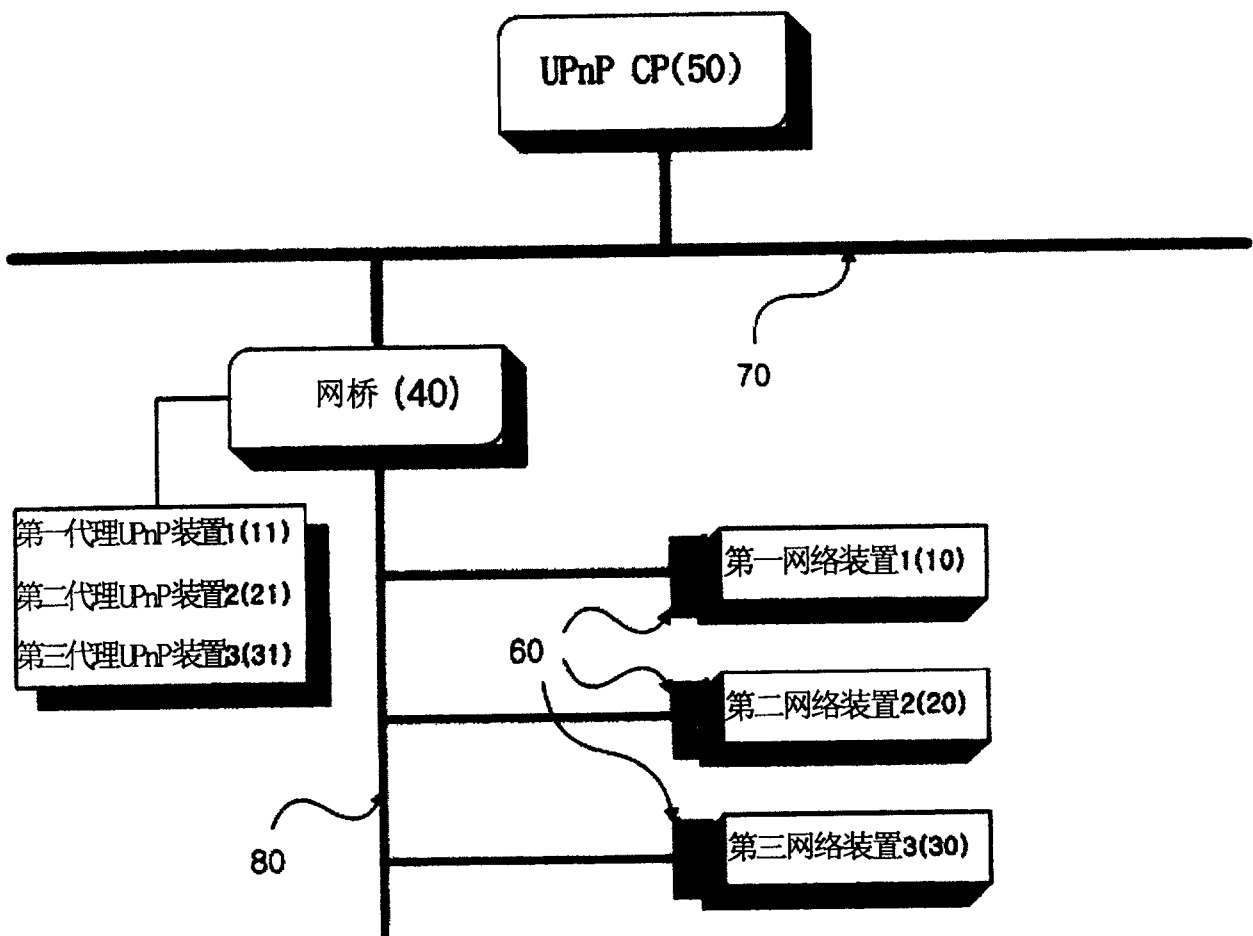 UPnP CP(50)
70
网桥 (40)
第一代理UPnP装置1(11)
第二代理UPnP装置2(21)
第三代理UPnP装置3(31)
第一网络装置1(10)
60
第二网络装置2(20)
第三网络装置3(30)
80